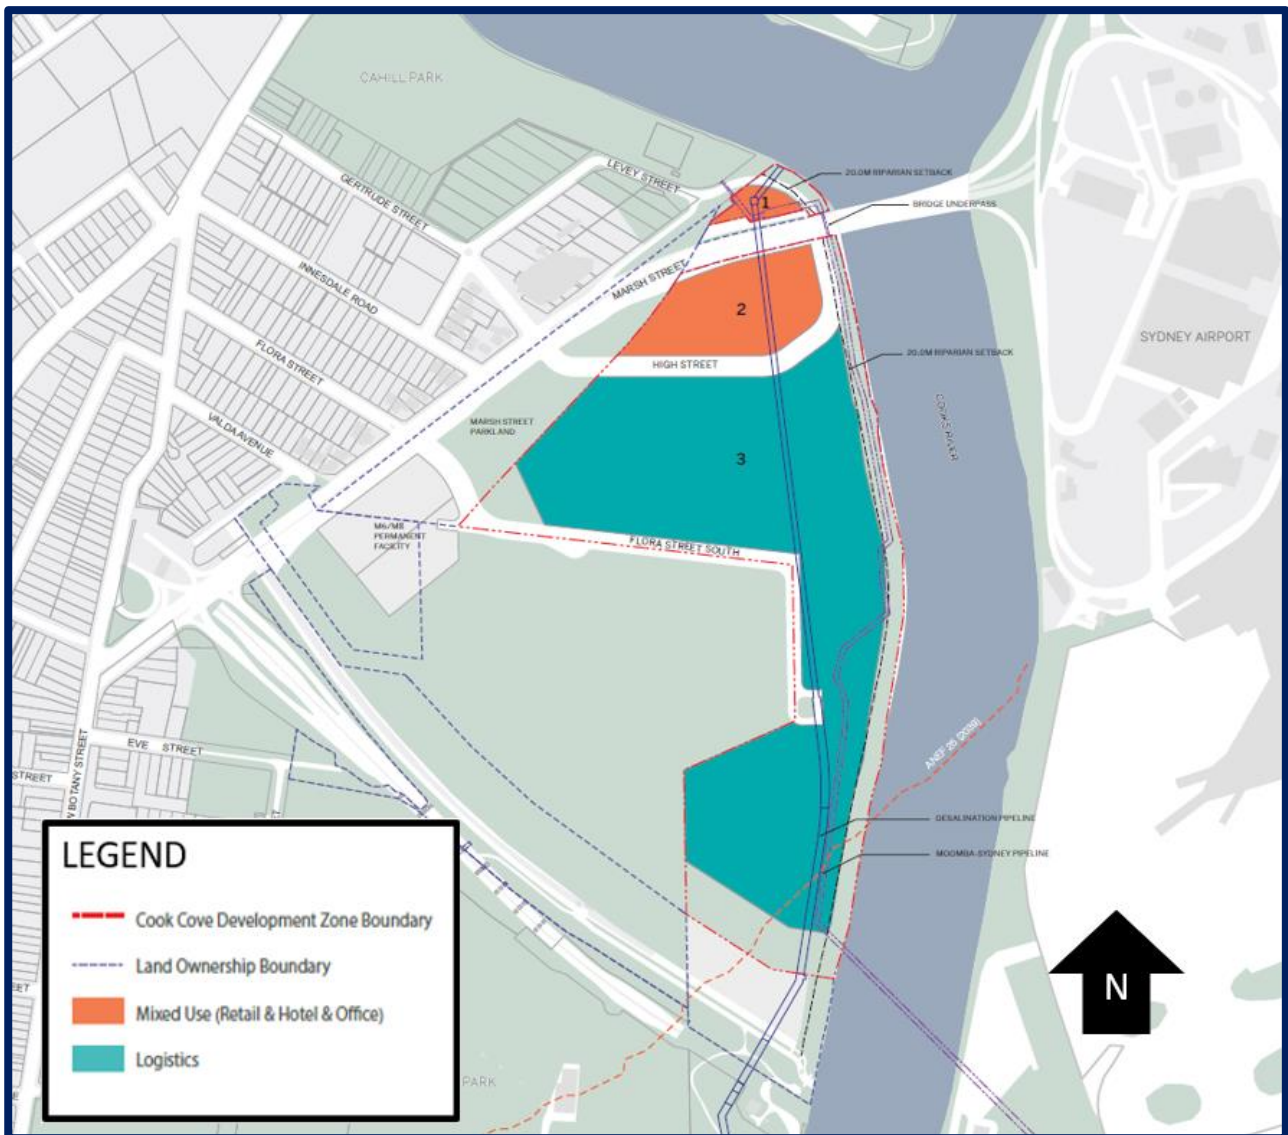 CAHILL PARK
LEVEY STREET
20.0M RIPARIAN SETBACK
GERTRUDE STREET
1
BRIDGE UNDERPASS
INNESDALE ROAD
MARSH STREET
2
SYDNEY AIRPORT
FLORA STREET
HIGH STREET
20.0M RIPARIAN SETBACK
COOKS RIVER
VALDA AVENUE
MARSH STREET
PARKLAND
3
M6/M8
PERMANENT
FACILITY
FLORA STREET SOUTH
ANEF 25 (2039)
EVE STREET
STREET
N BOTANY STREET
DESALINATION PIPELINE
MOOMBA-SYDNEY PIPELINE
LEGEND
Cook Cove Development Zone Boundary
Land Ownership Boundary
Mixed Use (Retail & Hotel & Office)
Logistics
PARK
N